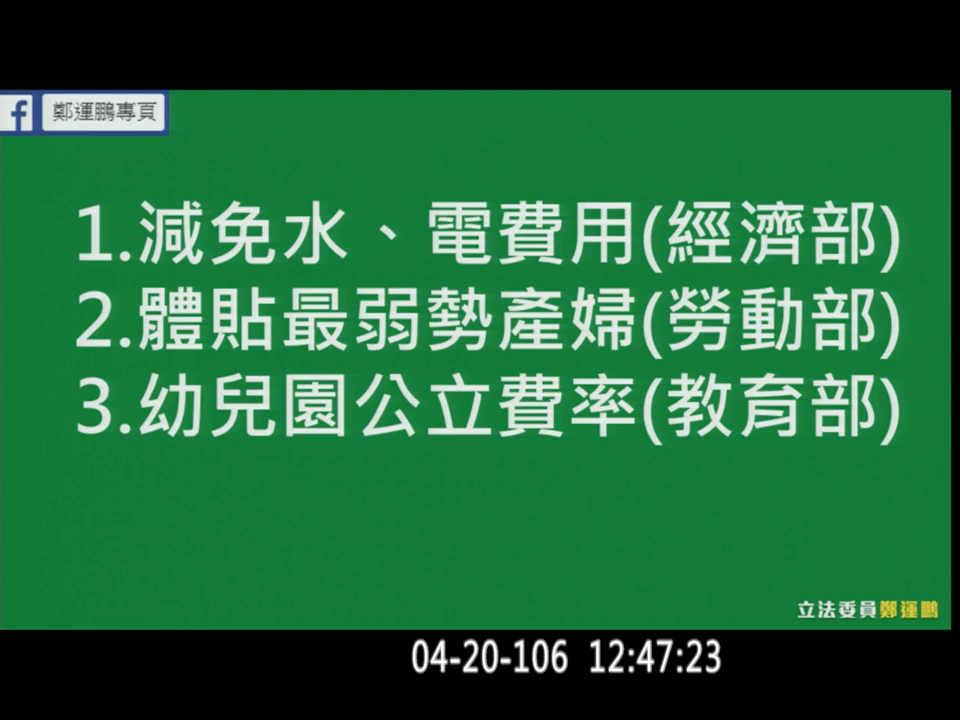 f 鄭運鵬專頁
1.減免水、電費用(經濟部)
2.體貼最弱勢產婦(勞動部)
3.幼兒園公立費率(教育部)
立法委員鄭運鵬
04-20-106 12:47:23